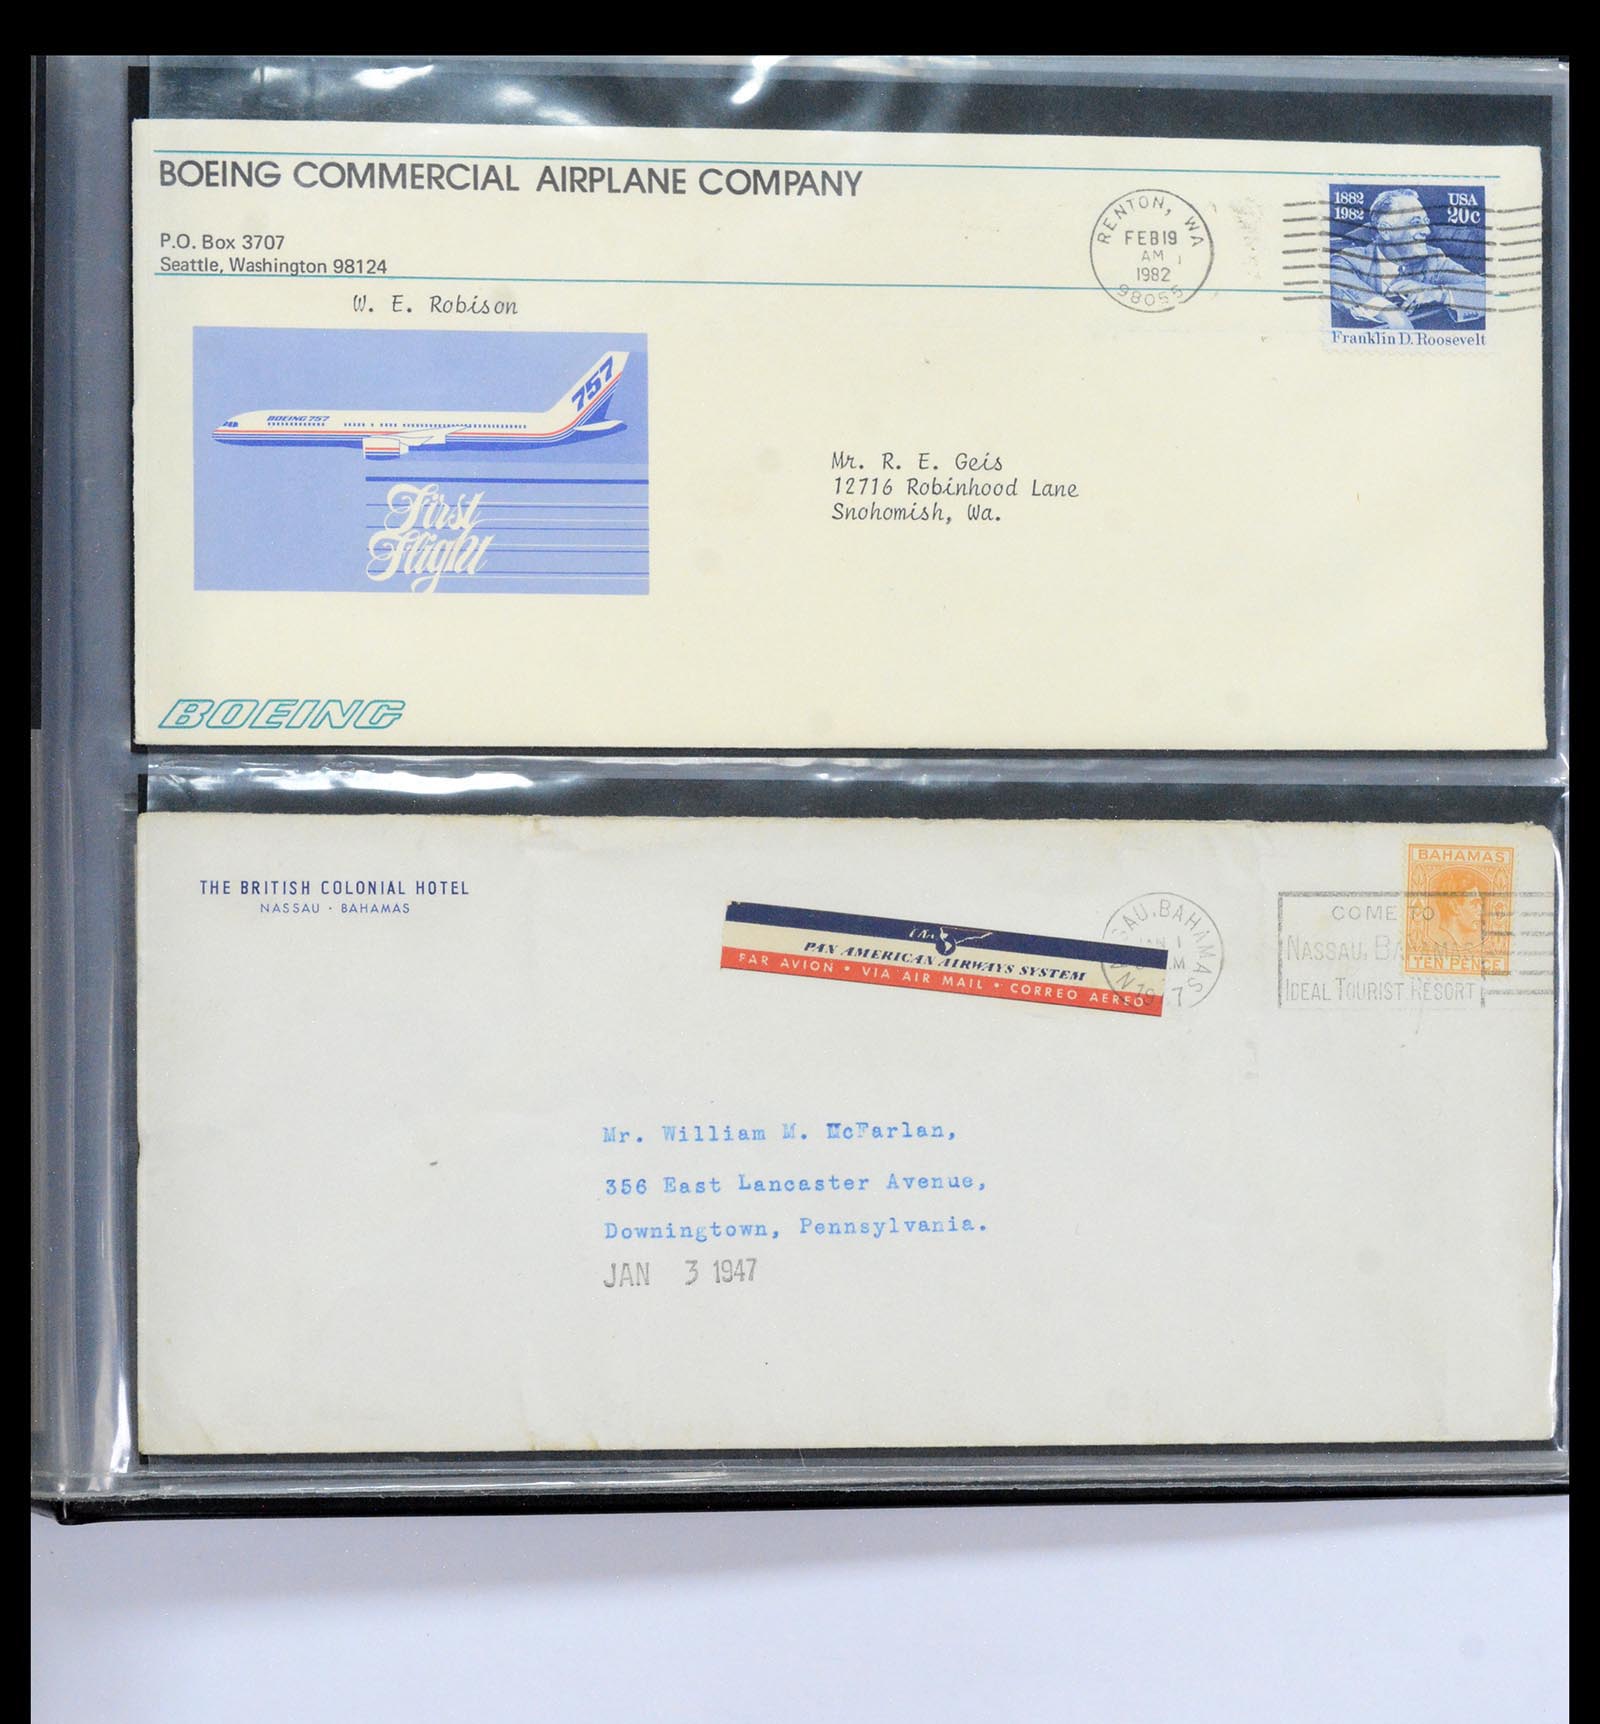 BOEING COMMERCIAL AIRPLANE COMPANY
P.O. Box 3707
Seattle, Washington 98124
W. E. Robison
RENTON, WA
FEB 19
AM
1982
98055
1882
1982
USA
20c
Franklin D. Roosevelt
757
BOEING 757
First
Flight
Mr. R. E. Geis
12716 Robinhood Lane
Snohomish, Wa.
BOEING
THE BRITISH COLONIAL HOTEL
NASSAU · BAHAMAS
PAN AMERICAN AIRWAYS SYSTEM
PAR AVION • VIA AIR MAIL • CORREO AEREO
BAHAMAS
COME TO
NASSAU, BAHAMAS
IDEAL TOURIST RESORT
BAHAMAS
TEN PENCE
Mr. William M. McFarlan,
356 East Lancaster Avenue,
Downingtown, Pennsylvania.
JAN 3 1947